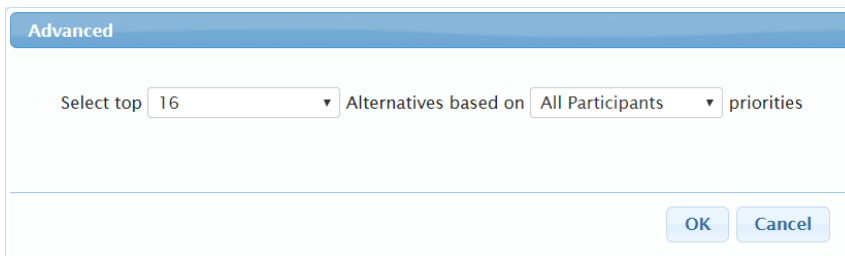 Advanced
Select top 16 Alternatives based on All Participants priorities
OK Cancel